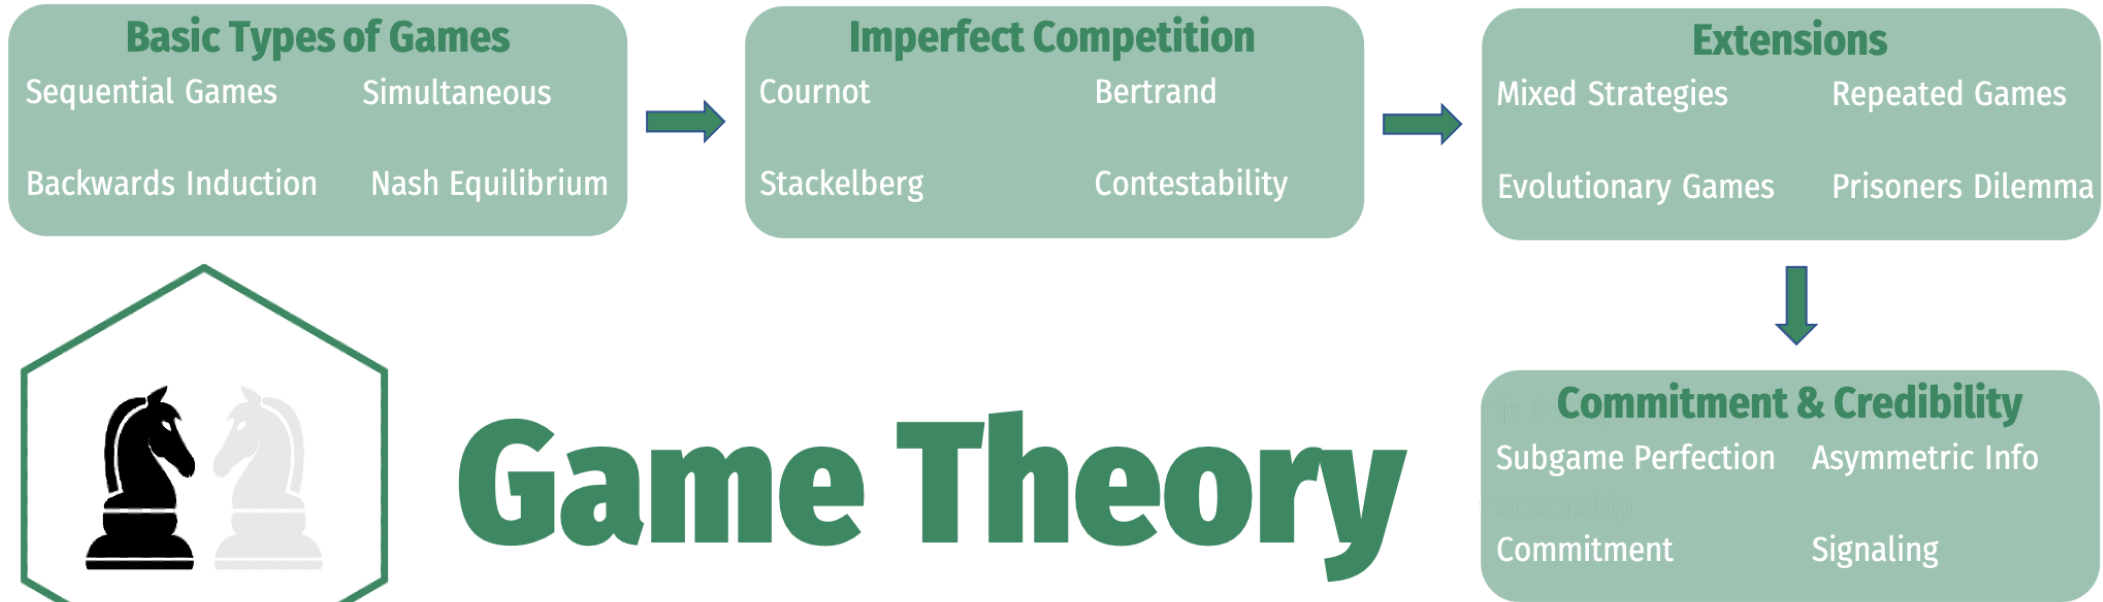 Basic Types of Games
Sequential Games
Simultaneous
Backwards Induction
Nash Equilibrium
Imperfect Competition
Cournot
Bertrand
Stackelberg
Contestability
Extensions
Mixed Strategies
Repeated Games
Evolutionary Games
Prisoners Dilemma
Commitment & Credibility
Subgame Perfection
Asymmetric Info
Commitment
Signaling
Game Theory